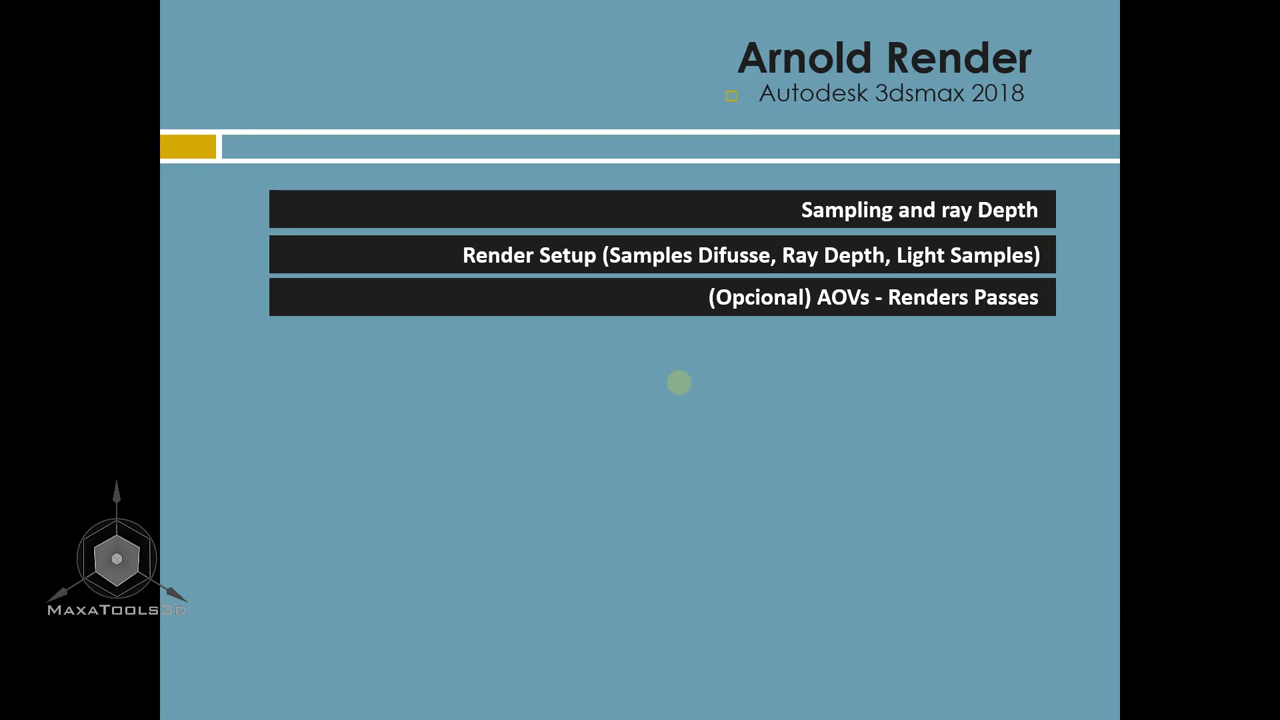 Arnold Render
Autodesk 3dsmax 2018
Sampling and ray Depth
Render Setup (Samples Difusse, Ray Depth, Light Samples)
(Opcional) AOVs - Renders Passes
MaxaTools3D